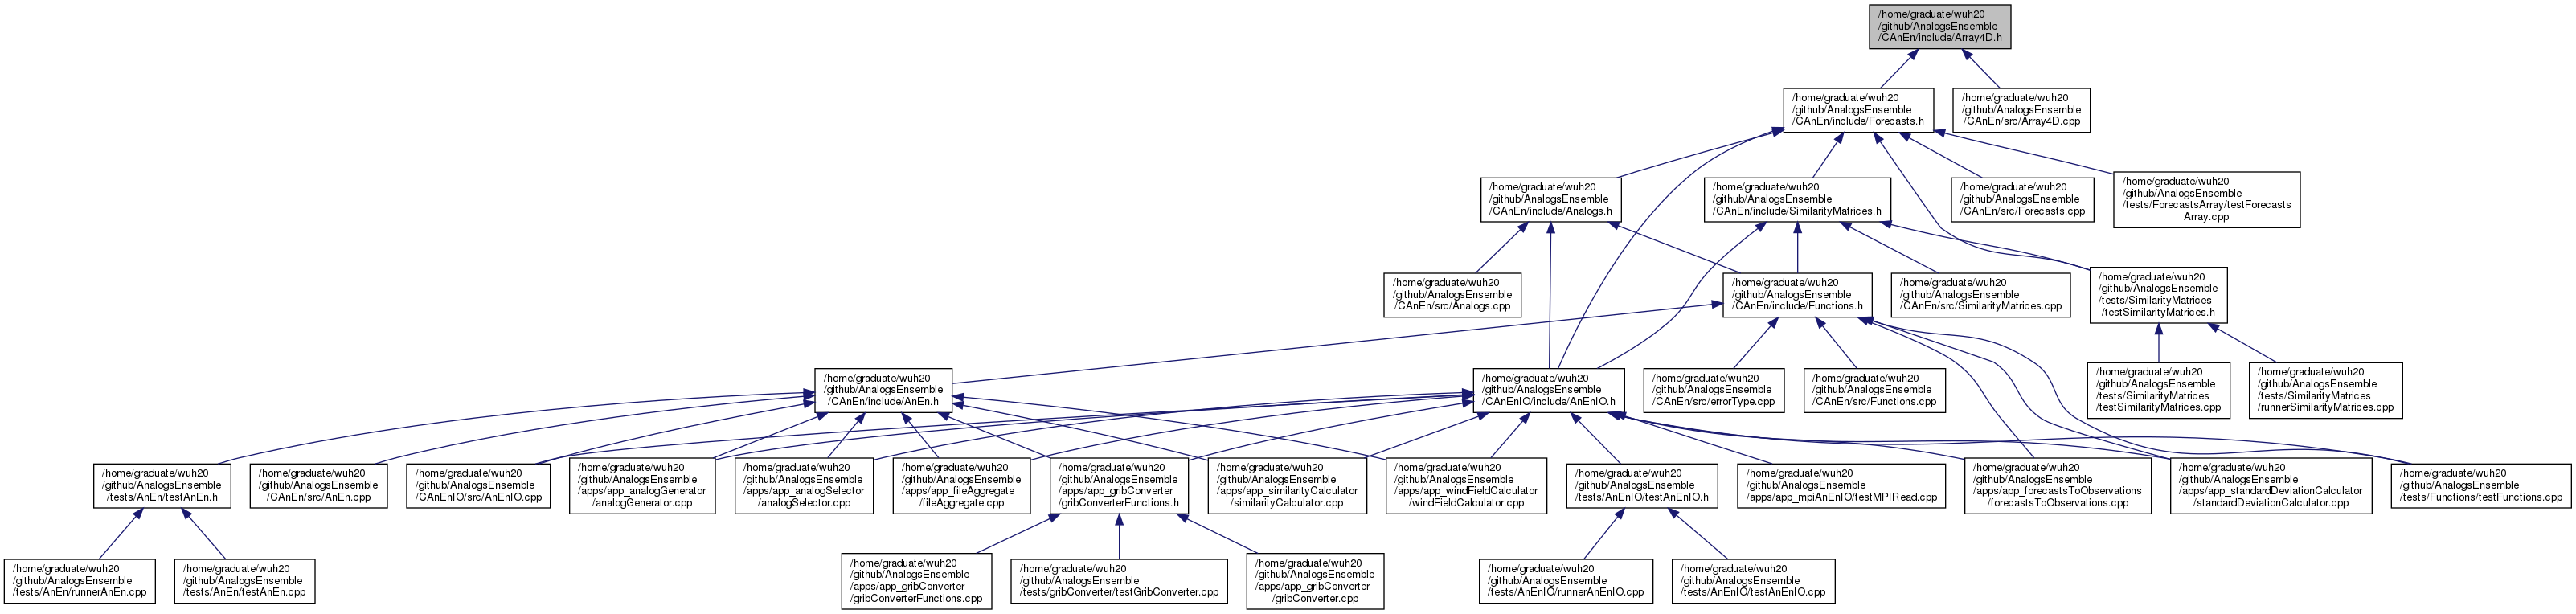 /home/graduate/wuh20
/github/AnalogsEnsemble
/CAnEn/include/Array4D.h
/home/graduate/wuh20
/github/AnalogsEnsemble
/CAnEn/include/Forecasts.h
/home/graduate/wuh20
/github/AnalogsEnsemble
/CAnEn/src/Array4D.cpp
/home/graduate/wuh20
/github/AnalogsEnsemble
/CAnEn/include/Analogs.h
/home/graduate/wuh20
/github/AnalogsEnsemble
/CAnEn/include/SimilarityMatrices.h
/home/graduate/wuh20
/github/AnalogsEnsemble
/CAnEn/src/Forecasts.cpp
/home/graduate/wuh20
/github/AnalogsEnsemble
/tests/ForecastsArray/testForecasts
Array.cpp
/home/graduate/wuh20
/github/AnalogsEnsemble
/CAnEn/src/Analogs.cpp
/home/graduate/wuh20
/github/AnalogsEnsemble
/CAnEn/include/Functions.h
/home/graduate/wuh20
/github/AnalogsEnsemble
/CAnEn/src/SimilarityMatrices.cpp
/home/graduate/wuh20
/github/AnalogsEnsemble
/tests/SimilarityMatrices
/testSimilarityMatrices.h
/home/graduate/wuh20
/github/AnalogsEnsemble
/CAnEn/include/AnEn.h
/home/graduate/wuh20
/github/AnalogsEnsemble
/CAnEnIO/include/AnEnIO.h
/home/graduate/wuh20
/github/AnalogsEnsemble
/CAnEn/src/errorType.cpp
/home/graduate/wuh20
/github/AnalogsEnsemble
/CAnEn/src/Functions.cpp
/home/graduate/wuh20
/github/AnalogsEnsemble
/tests/SimilarityMatrices
/testSimilarityMatrices.cpp
/home/graduate/wuh20
/github/AnalogsEnsemble
/tests/SimilarityMatrices
/runnerSimilarityMatrices.cpp
/home/graduate/wuh20
/github/AnalogsEnsemble
/tests/AnEn/testAnEn.h
/home/graduate/wuh20
/github/AnalogsEnsemble
/CAnEn/src/AnEn.cpp
/home/graduate/wuh20
/github/AnalogsEnsemble
/CAnEnIO/src/AnEnIO.cpp
/home/graduate/wuh20
/github/AnalogsEnsemble
/apps/app_analogGenerator
/analogGenerator.cpp
/home/graduate/wuh20
/github/AnalogsEnsemble
/apps/app_analogSelector
/analogSelector.cpp
/home/graduate/wuh20
/github/AnalogsEnsemble
/apps/app_fileAggregate
/fileAggregate.cpp
/home/graduate/wuh20
/github/AnalogsEnsemble
/apps/app_gribConverter
/gribConverterFunctions.h
/home/graduate/wuh20
/github/AnalogsEnsemble
/apps/app_similarityCalculator
/similarityCalculator.cpp
/home/graduate/wuh20
/github/AnalogsEnsemble
/apps/app_windFieldCalculator
/windFieldCalculator.cpp
/home/graduate/wuh20
/github/AnalogsEnsemble
/tests/AnEnIO/testAnEnIO.h
/home/graduate/wuh20
/github/AnalogsEnsemble
/apps/app_mpiAnEnIO/testMPIRead.cpp
/home/graduate/wuh20
/github/AnalogsEnsemble
/apps/app_forecastsToObservations
/forecastsToObservations.cpp
/home/graduate/wuh20
/github/AnalogsEnsemble
/apps/app_standardDeviationCalculator
/standardDeviationCalculator.cpp
/home/graduate/wuh20
/github/AnalogsEnsemble
/tests/Functions/testFunctions.cpp
/home/graduate/wuh20
/github/AnalogsEnsemble
/tests/AnEn/runnerAnEn.cpp
/home/graduate/wuh20
/github/AnalogsEnsemble
/tests/AnEn/testAnEn.cpp
/home/graduate/wuh20
/github/AnalogsEnsemble
/apps/app_gribConverter
/gribConverterFunctions.cpp
/home/graduate/wuh20
/github/AnalogsEnsemble
/tests/gribConverter/testGribConverter.cpp
/home/graduate/wuh20
/github/AnalogsEnsemble
/apps/app_gribConverter
/gribConverter.cpp
/home/graduate/wuh20
/github/AnalogsEnsemble
/tests/AnEnIO/runnerAnEnIO.cpp
/home/graduate/wuh20
/github/AnalogsEnsemble
/tests/AnEnIO/testAnEnIO.cpp